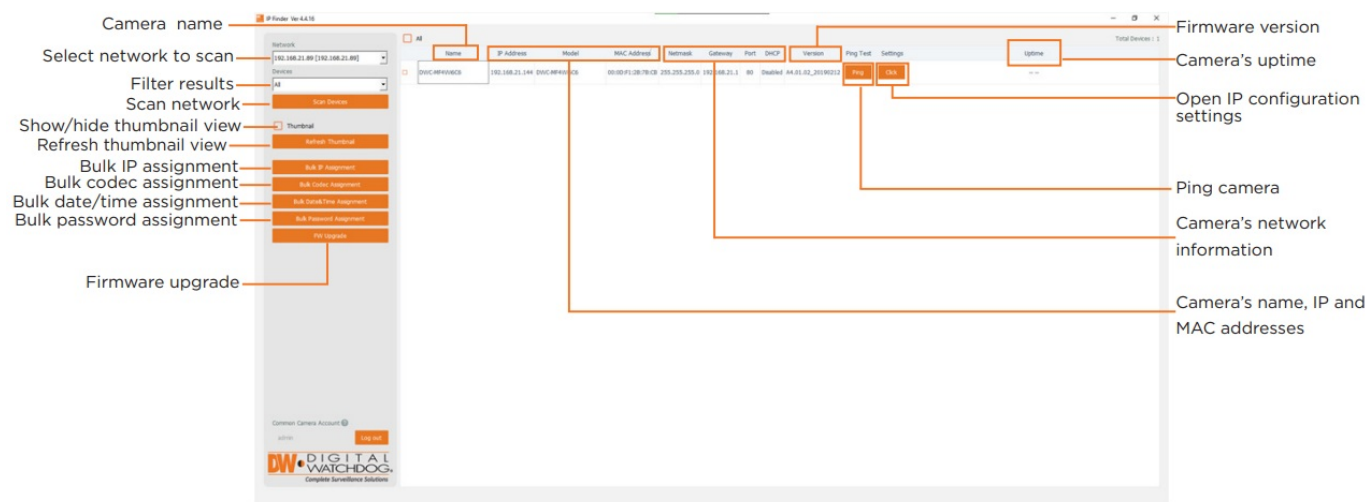 Camera name
Select network to scan
Filter results
Scan network
Show/hide thumbnail view
Refresh thumbnail view
Bulk IP assignment
Bulk codec assignment
Bulk date/time assignment
Bulk password assignment
Firmware upgrade
IP Finder Ver 4.4.16
Network
192.168.21.89 [192.168.21.89]
Devices
All
Scan Devices
Thumbnail
Refresh Thumbnail
Bulk IP Assignment
Bulk Codec Assignment
Bulk Date&Time Assignment
Bulk Password Assignment
FW Upgrade
Common Camera Account ?
admin Log out
DW DIGITAL
WATCHDOG
Complete Surveillance Solutions
All Total Devices : 1
Name IP Address Model MAC Address Netmask Gateway Port DHCP Version Ping Test Settings Uptime
192.168.21.144 255.255.255.0 80 Disabled A4.01.02_20190212 Ping Click --:--
Firmware version
Camera's uptime
Open IP configuration
settings
Ping camera
Camera's network
information
Camera's name, IP and
MAC addresses